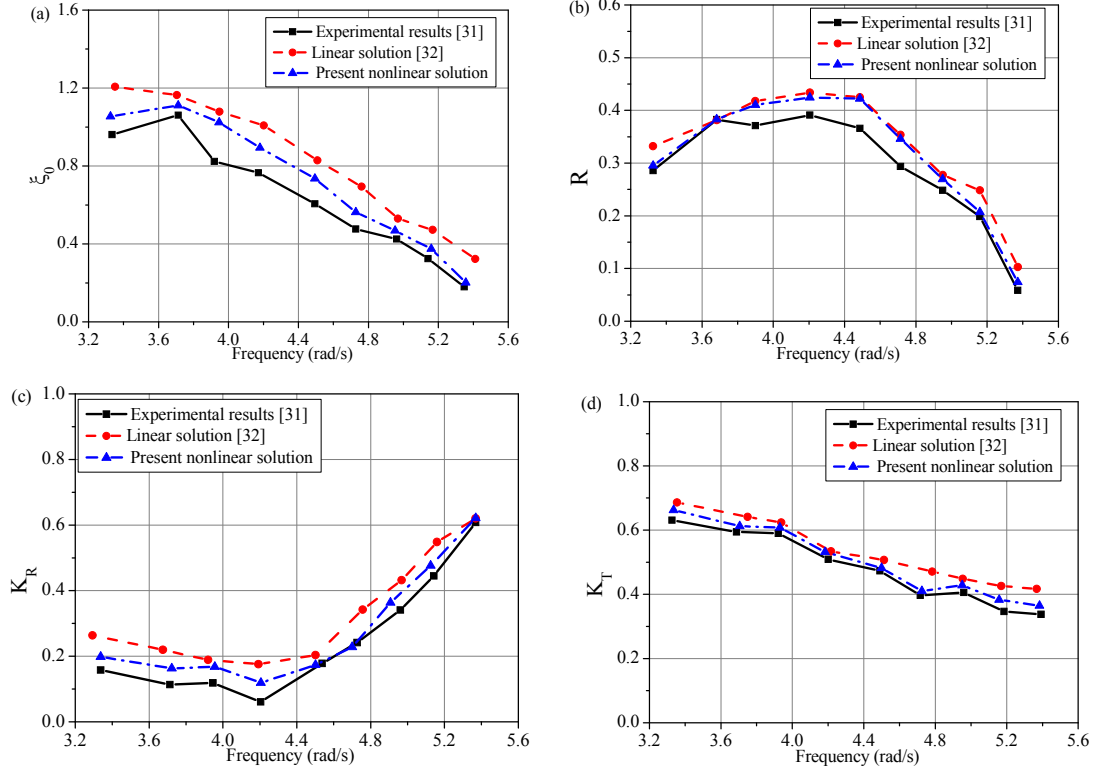 (a)
1.6
1.2
0.8
0.4
0.0
ξ0
Experimental results [31]
Linear solution [32]
Present nonlinear solution
3.2 3.6 4.0 4.4 4.8 5.2 5.6
Frequency (rad/s)
(b)
0.6
0.5
0.4
0.3
0.2
0.1
0.0
R
Experimental results [31]
Linear solution [32]
Present nonlinear solution
3.2 3.6 4.0 4.4 4.8 5.2 5.6
Frequency (rad/s)
(c)
1.0
0.8
0.6
0.4
0.2
0.0
KR
Experimental results [31]
Linear solution [32]
Present nonlinear solution
3.2 3.6 4.0 4.4 4.8 5.2 5.6
Frequency (rad/s)
(d)
1.0
0.8
0.6
0.4
0.2
0.0
KT
Experimental results [31]
Linear solution [32]
Present nonlinear solution
3.2 3.6 4.0 4.4 4.8 5.2 5.6
Frequency (rad/s)